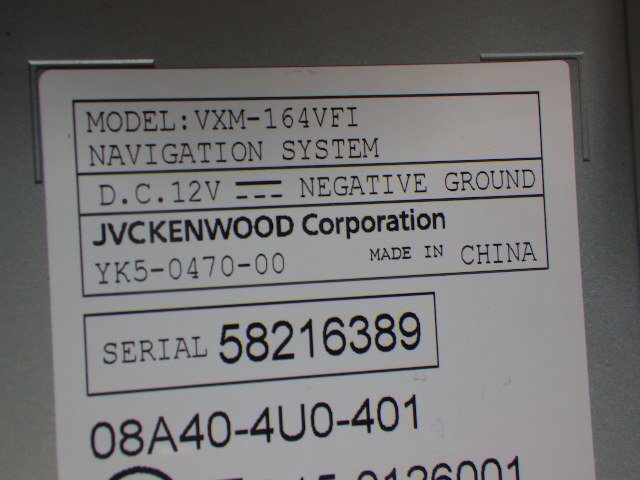 MODEL:VXM-164VFI
NAVIGATION SYSTEM
D.C.12V NEGATIVE GROUND
JVCKENWOOD Corporation
YK5-0470-00 MADE IN CHINA
SERIAL 58216389
08A40-4U0-401